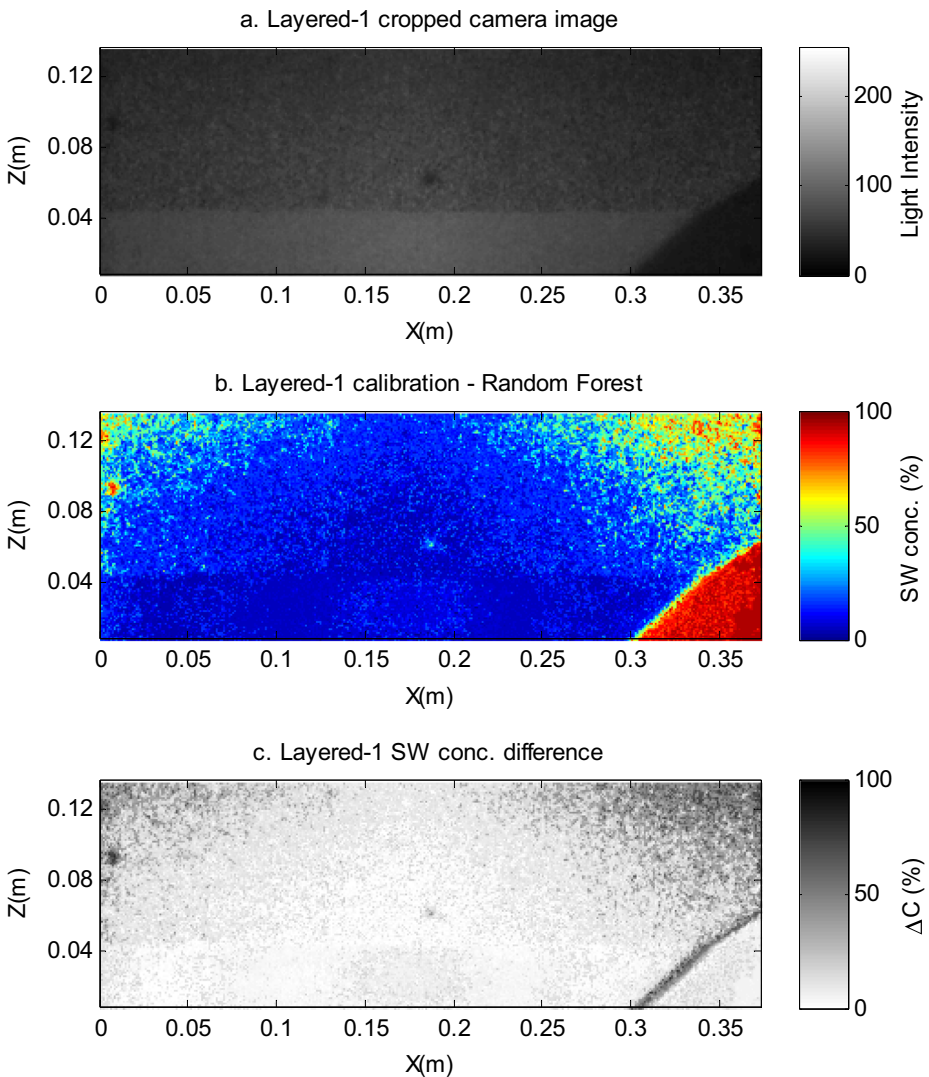 a. Layered-1 cropped camera image
0.12
0.08
0.04
Z(m)
0 0.05 0.1 0.15 0.2 0.25 0.3 0.35
X(m)
200
100
0
Light Intensity
b. Layered-1 calibration - Random Forest
0.12
0.08
0.04
Z(m)
0 0.05 0.1 0.15 0.2 0.25 0.3 0.35
X(m)
100
50
0
SW conc. (%)
c. Layered-1 SW conc. difference
0.12
0.08
0.04
Z(m)
0 0.05 0.1 0.15 0.2 0.25 0.3 0.35
X(m)
100
50
0
ΔC (%)